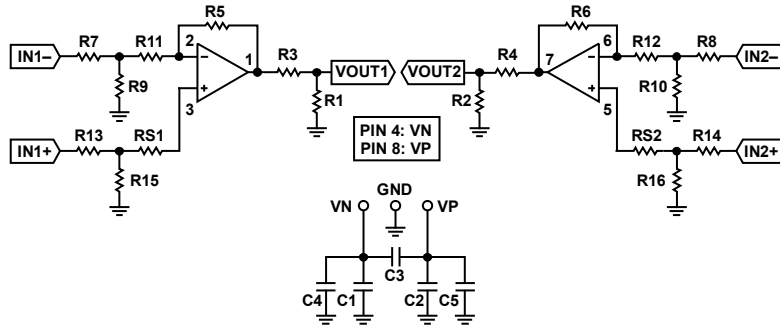 R5
R6
R7
R11
2
6
R12
R8
IN1–
–
1
R3
R4
7
–
IN2–
VOUT1
VOUT2
R9
+
R1
R2
+
R10
3
5
PIN 4: VN
PIN 8: VP
R13
RS1
RS2
R14
IN1+
IN2+
R15
R16
GND
VN
VP
C3
C4
C1
C2
C5